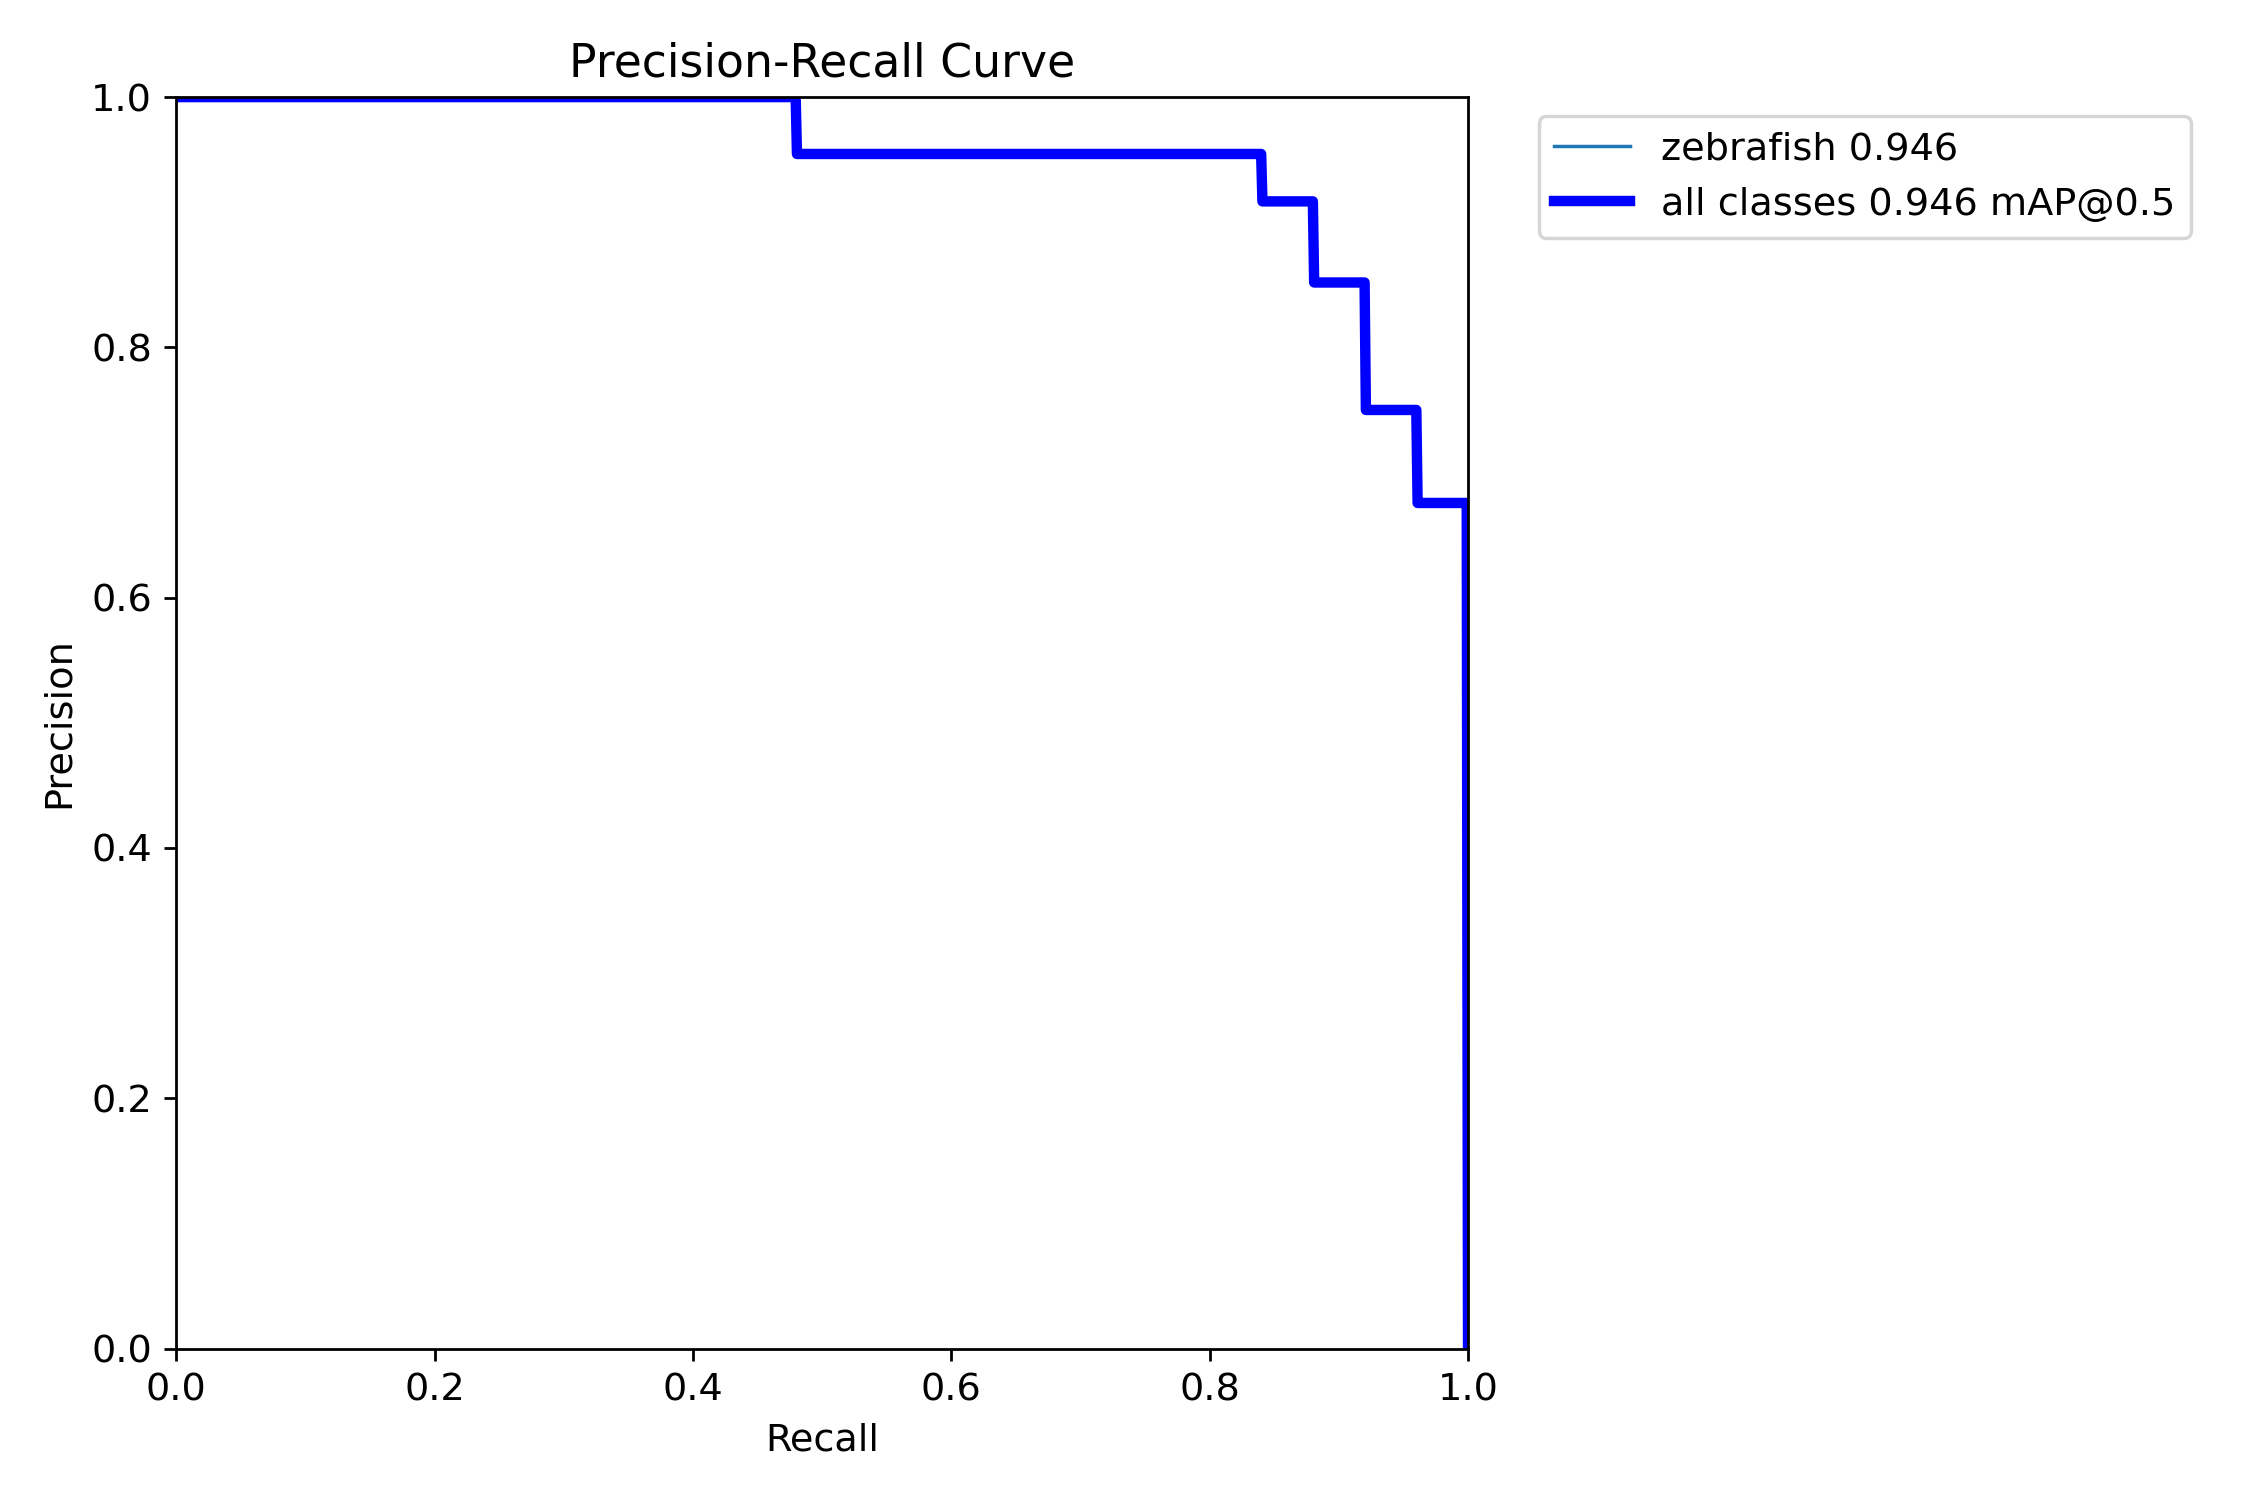 Precision-Recall Curve
zebrafish 0.946
all classes 0.946 mAP@0.5
Precision
1.0
0.8
0.6
0.4
0.2
0.0
0.0 0.2 0.4 0.6 0.8 1.0
Recall